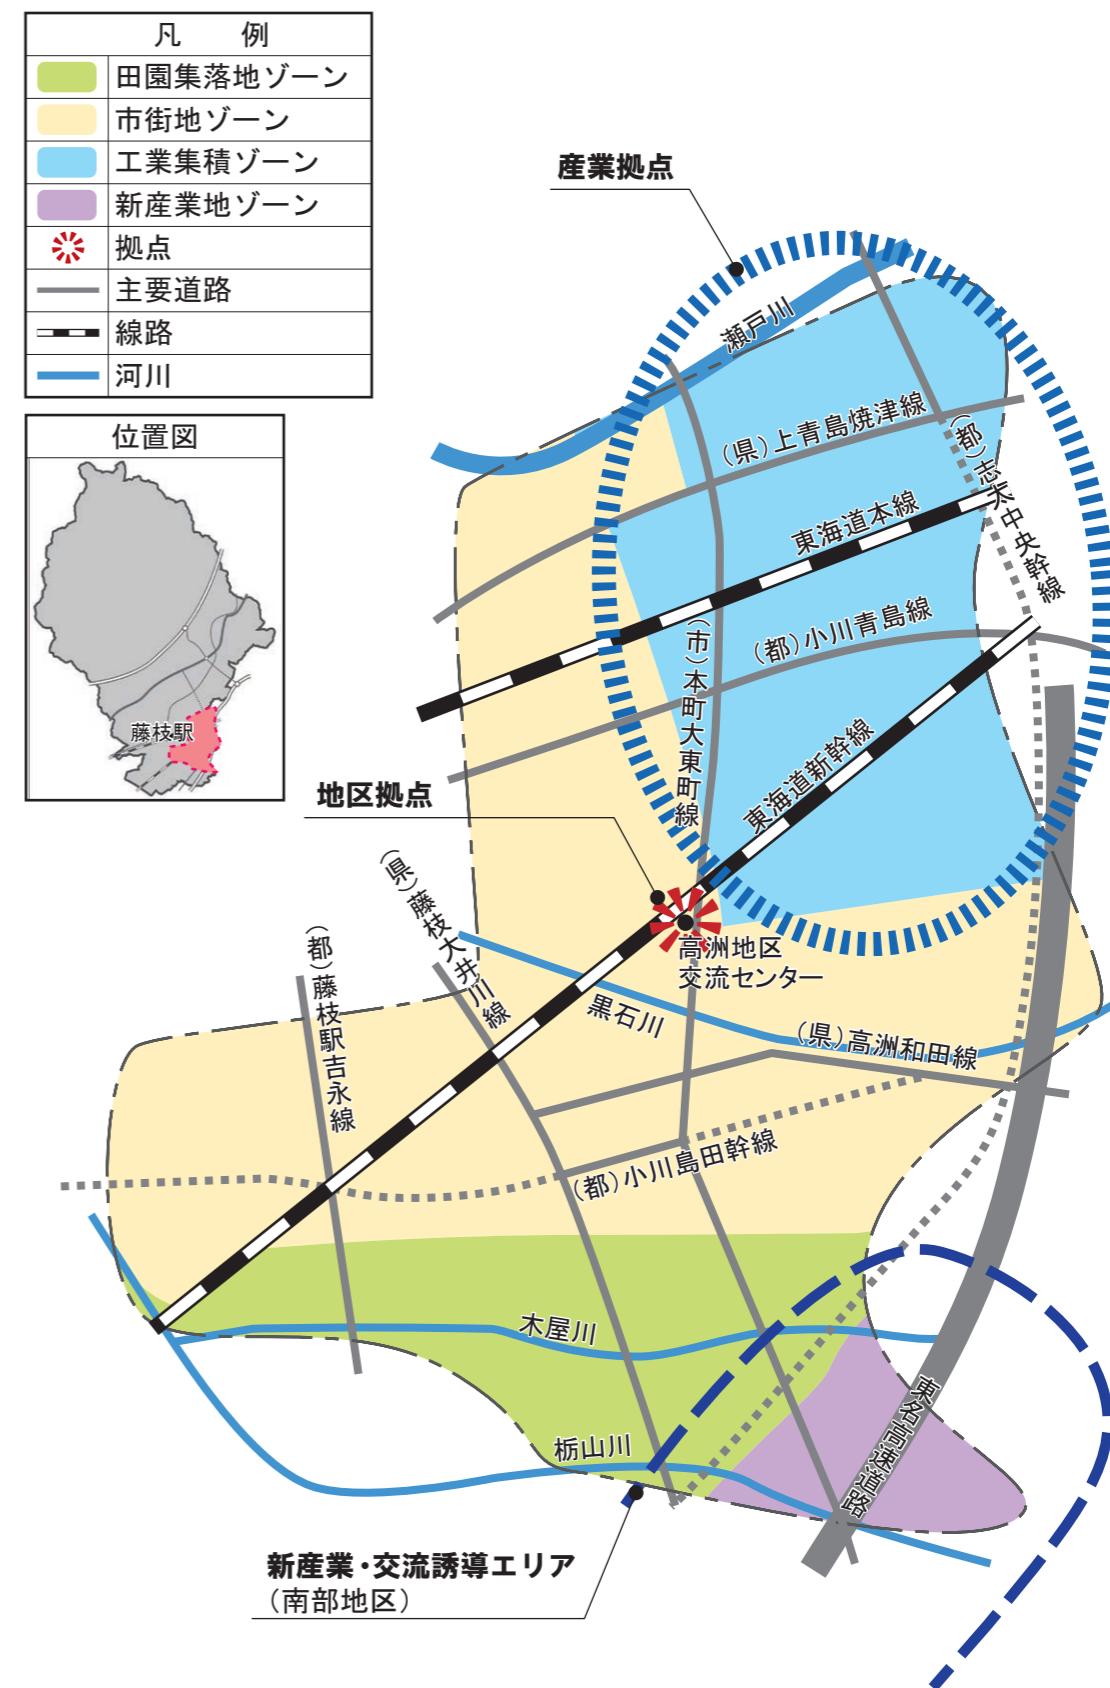 凡　例
田園集落地ゾーン
市街地ゾーン
工業集積ゾーン
新産業地ゾーン
拠点
主要道路
線路
河川
位置図
藤枝駅
産業拠点
瀬戸川
（県）上青島焼津線
（都）志太中央幹線
東海道本線
（都）小川青島線
（市）本町大東町線
東海道新幹線
地区拠点
高洲地区
交流センター
（県）藤枝大井川線
（都）藤枝駅吉永線
黒石川
（県）高洲和田線
（都）小川島田幹線
木屋川
栃山川
東名高速道路
新産業・交流誘導エリア
（南部地区）